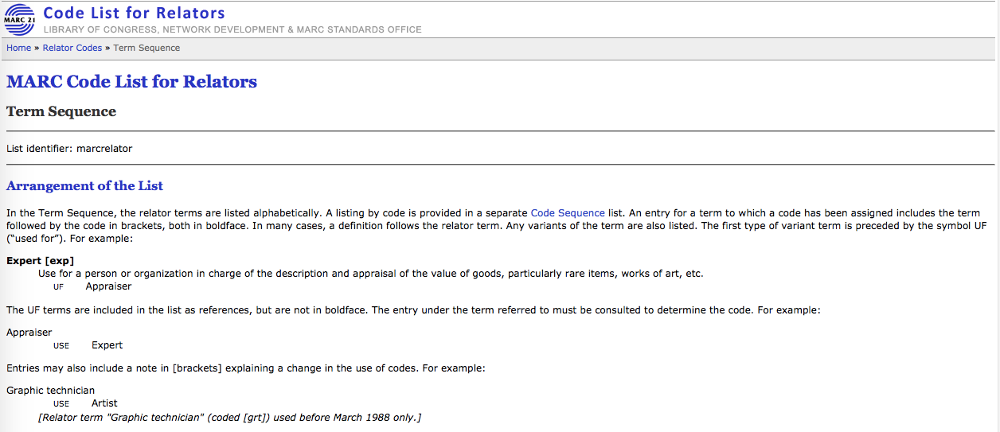 MARC 21
Code List for Relators
LIBRARY OF CONGRESS, NETWORK DEVELOPMENT & MARC STANDARDS OFFICE
Home » Relator Codes » Term Sequence
MARC Code List for Relators
Term Sequence
List identifier: marcrelator
Arrangement of the List
In the Term Sequence, the relator terms are listed alphabetically. A listing by code is provided in a separate Code Sequence list. An entry for a term to which a code has been assigned includes the term
followed by the code in brackets, both in boldface. In many cases, a definition follows the relator term. Any variants of the term are also listed. The first type of variant term is preceded by the symbol UF
("used for"). For example:
Expert [exp]
Use for a person or organization in charge of the description and appraisal of the value of goods, particularly rare items, works of art, etc.
UF Appraiser
The UF terms are included in the list as references, but are not in boldface. The entry under the term referred to must be consulted to determine the code. For example:
Appraiser
USE Expert
Entries may also include a note in [brackets] explaining a change in the use of codes. For example:
Graphic technician
USE Artist
[Relator term "Graphic technician" (coded [grt]) used before March 1988 only.]